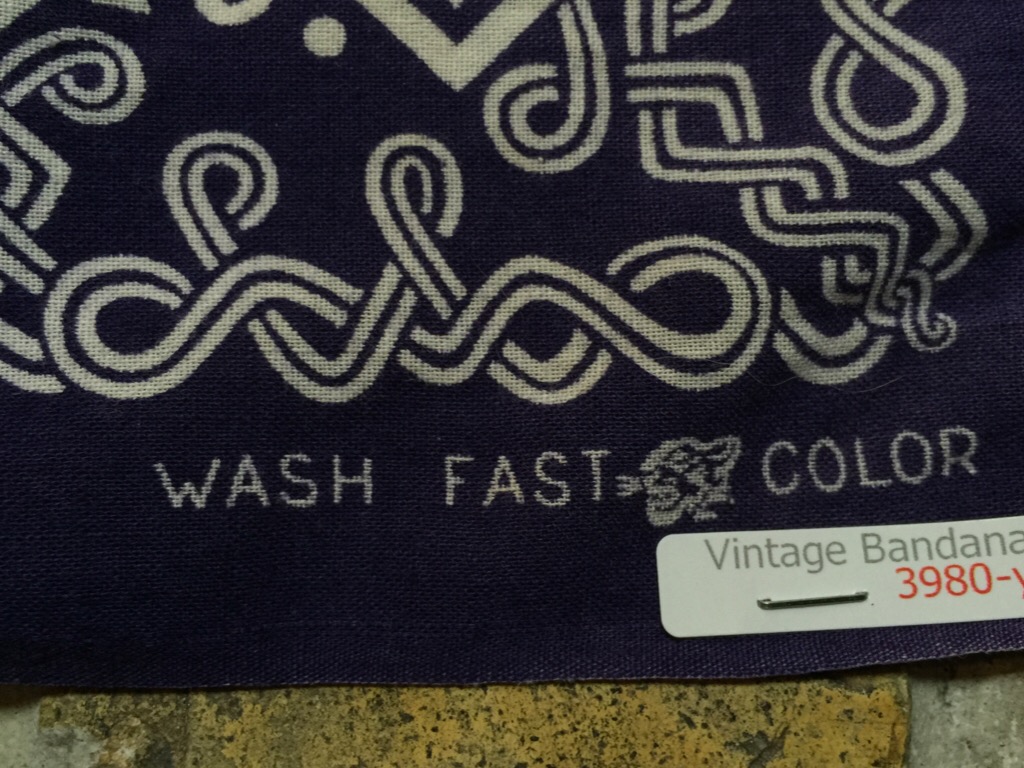 WASH FAST COLOR
Vintage Bandana
3980-y